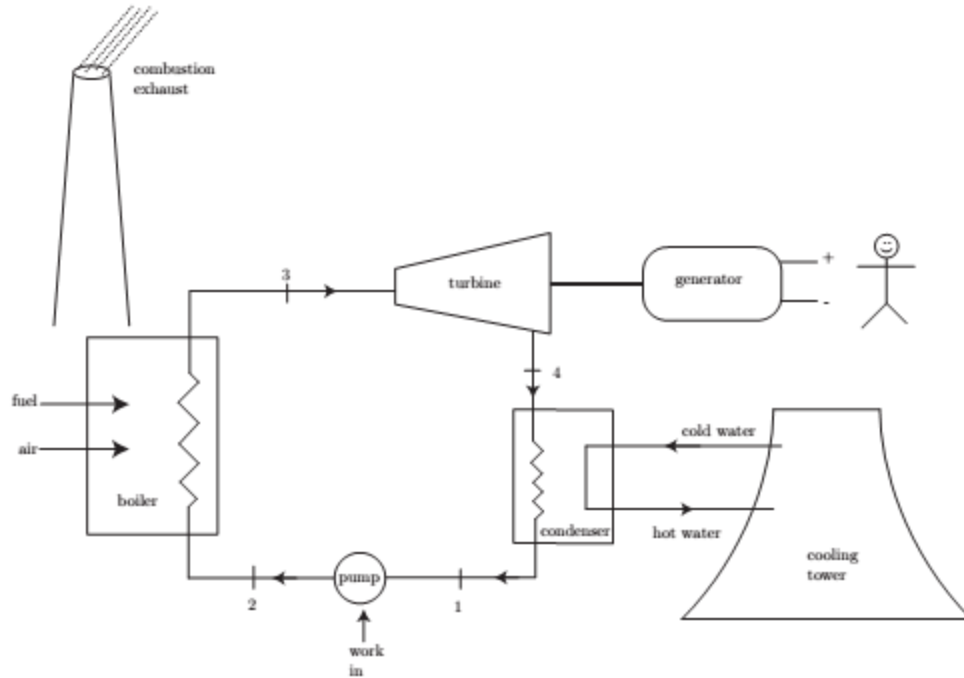 combustion
exhaust
3
turbine
generator
+
-
4
fuel
air
boiler
cold water
condenser
hot water
cooling
tower
pump
2
1
work
in